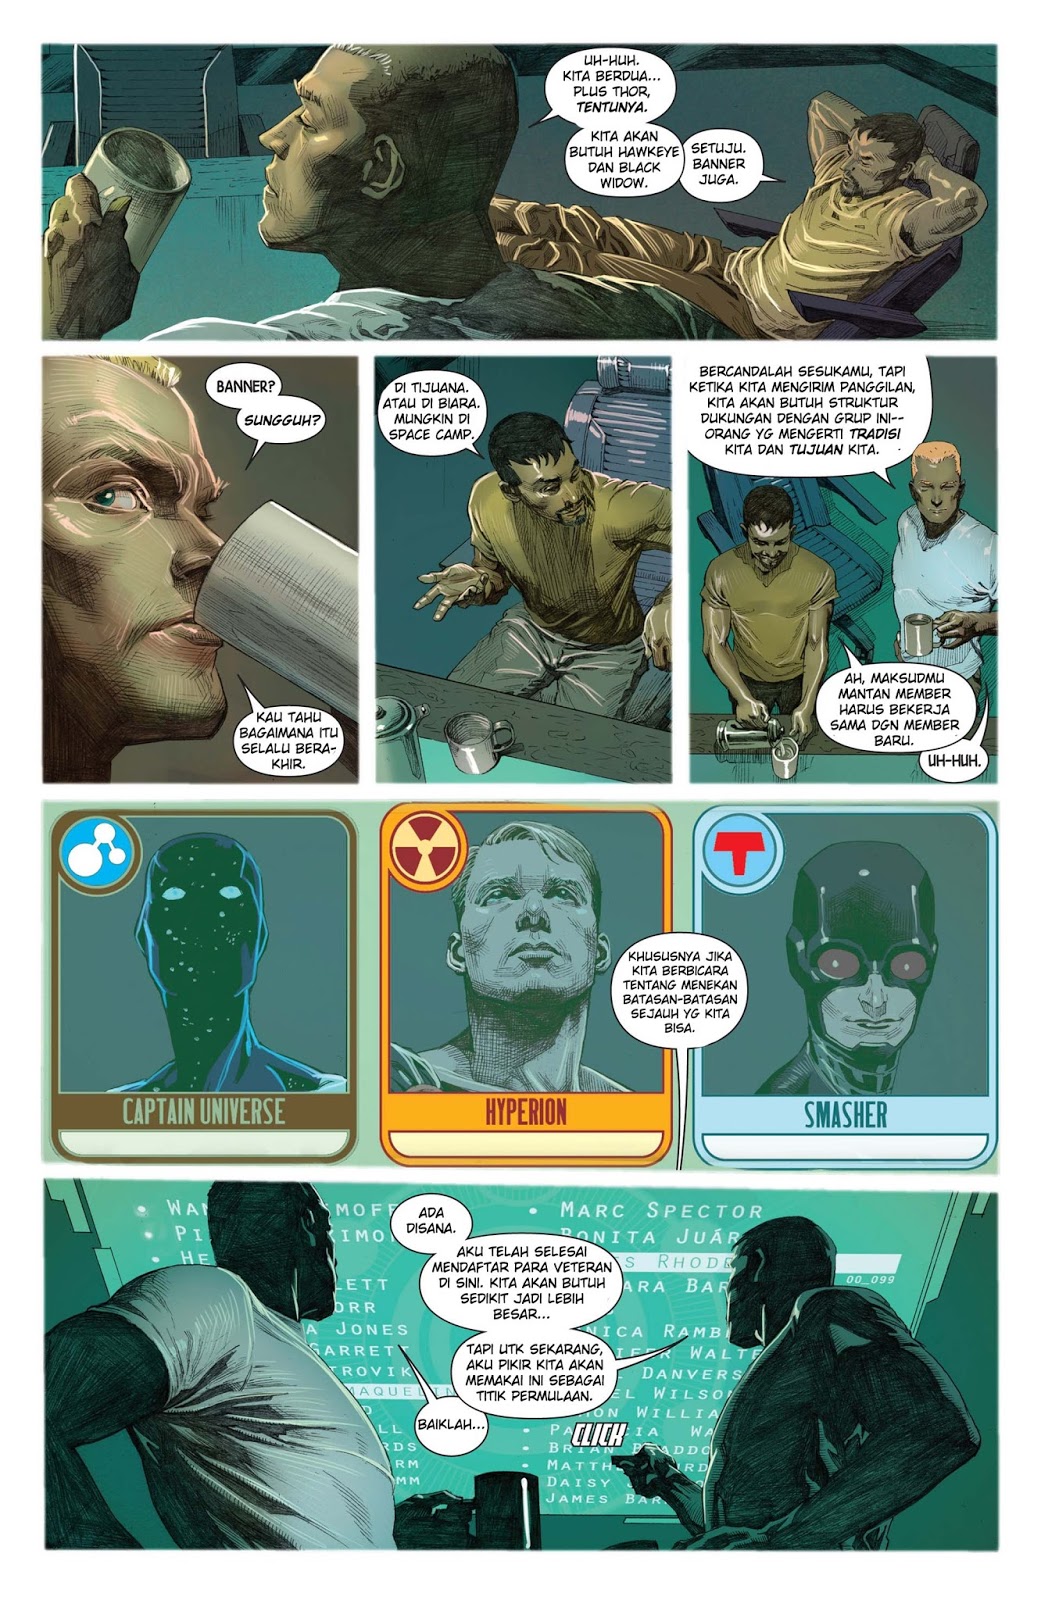 UH-HUH.
KITA BERDUA...
PLUS THOR,
TENTUNYA.
KITA AKAN
BUTUH HAWKEYE
DAN BLACK
WIDOW.
SETUJU.
BANNER
JUGA.
BANNER?
SUNGGUH?
KAU TAHU
BAGAIMANA ITU
SELALU BERA-
KHIR.
DI TIJUANA.
ATAU DI BIARA.
MUNGKIN DI
SPACE CAMP.
BERCANDALAH SESUKAMU, TAPI
KETIKA KITA MENGIRIM PANGGILAN,
KITA AKAN BUTUH STRUKTUR
DUKUNGAN DENGAN GRUP INI--
ORANG YG MENGERTI TRADISI
KITA DAN TUJUAN KITA.
AH, MAKSUDMU
MANTAN MEMBER
HARUS BEKERJA
SAMA DGN MEMBER
BARU.
UH-HUH.
CAPTAIN UNIVERSE
HYPERION
SMASHER
KHUSUSNYA JIKA
KITA BERBICARA
TENTANG MENEKAN
BATASAN-BATASAN
SEJAUH YG KITA
BISA.
ADA
DISANA.
AKU TELAH SELESAI
MENDAFTAR PARA VETERAN
DI SINI. KITA AKAN BUTUH
SEDIKIT JADI LEBIH
BESAR...
TAPI UTK SEKARANG,
AKU PIKIR KITA AKAN
MEMAKAI INI SEBAGAI
TITIK PERMULAAN.
BAIKLAH...
CLICK
JONES
GARRETT
• MARC SPECTOR
BONITA
00_099
WILSON
JAMES